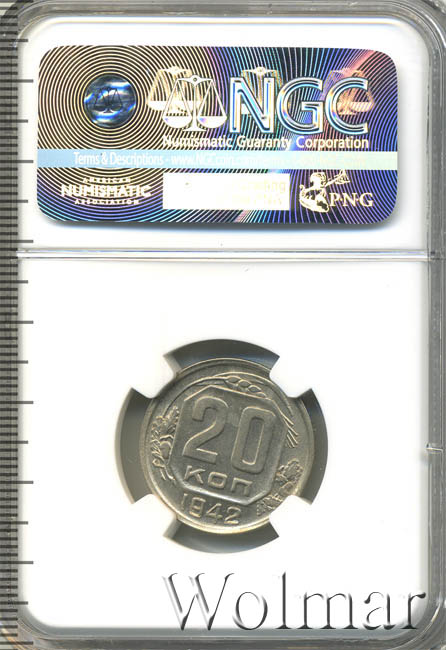 NGC
Numismatic Guaranty Corporation
Terms & Descriptions - www.NGCcoin.com/
AMERICAN
NUMISMATIC
ASSOCIATION
PNG
20
КОП
1942
Wolmar